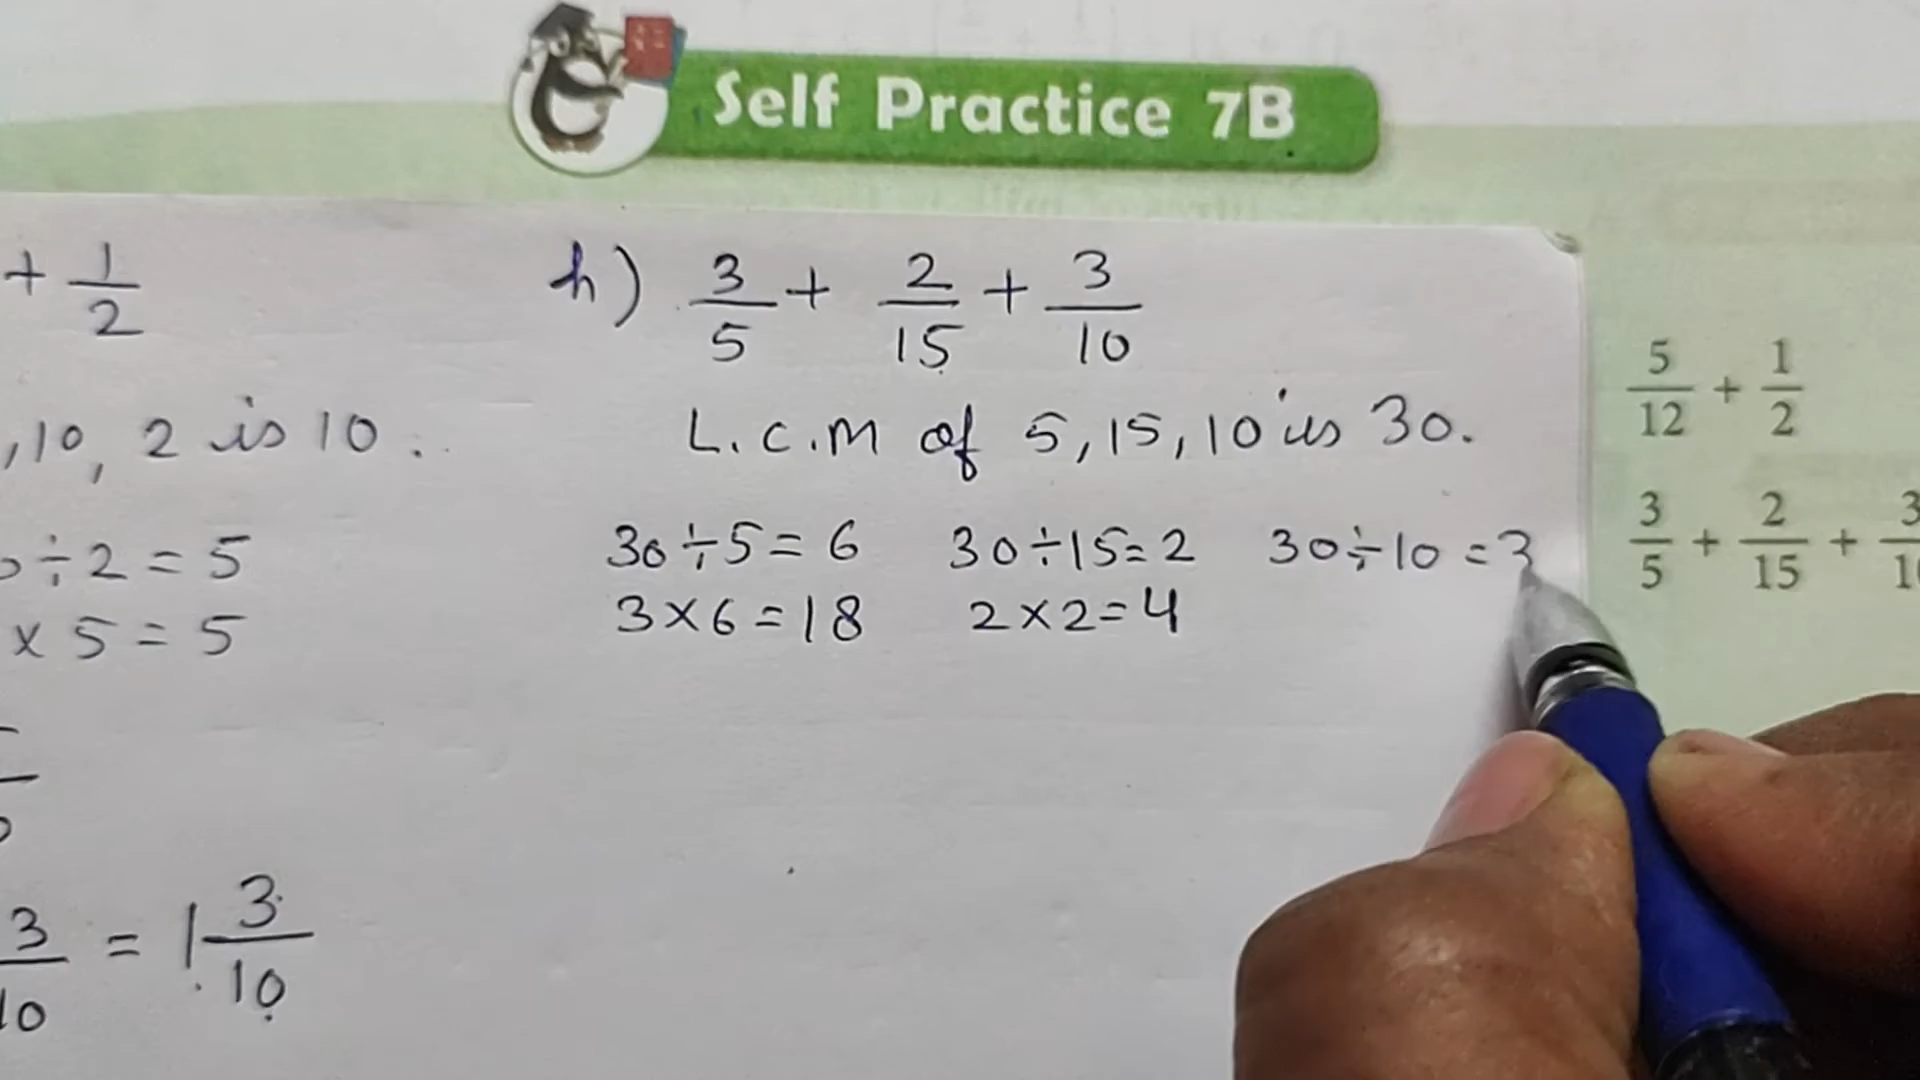 Self Practice 7B
+ 1/2
, 10, 2 is 10.
÷ 2 = 5
x 5 = 5
3/10 = 1 3/10
h) 3/5 + 2/15 + 3/10
L.C.M of 5, 15, 10 is 30.
30 ÷ 5 = 6 30 ÷ 15 = 2 30 ÷ 10 = 3
3 x 6 = 18 2 x 2 = 4
5/12 + 1/2
3/5 + 2/15 + 3/10